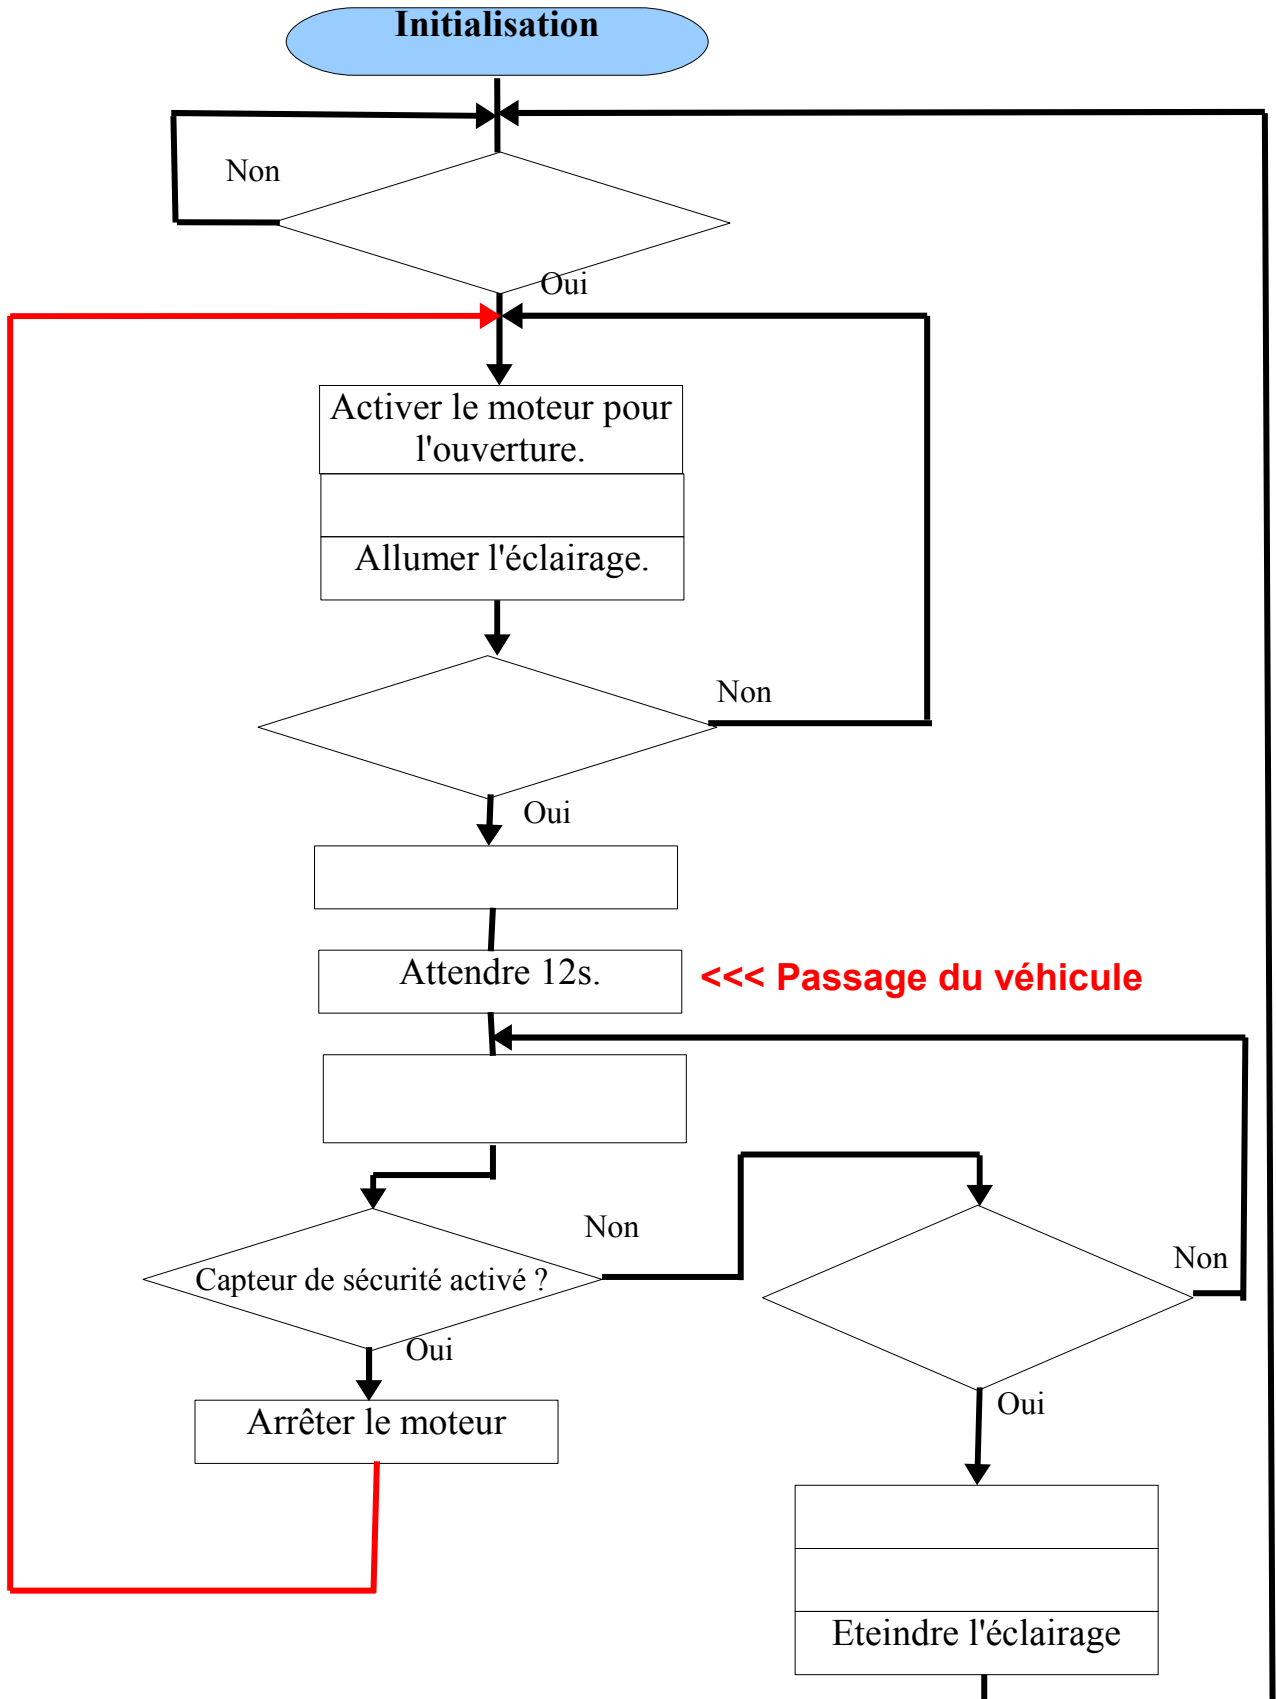 Initialisation
Non
Oui
Activer le moteur pour
l'ouverture.
Allumer l'éclairage.
Non
Oui
Attendre 12s.
<<< Passage du véhicule
Non
Non
Capteur de sécurité activé ?
Oui
Oui
Arrêter le moteur
Eteindre l'éclairage